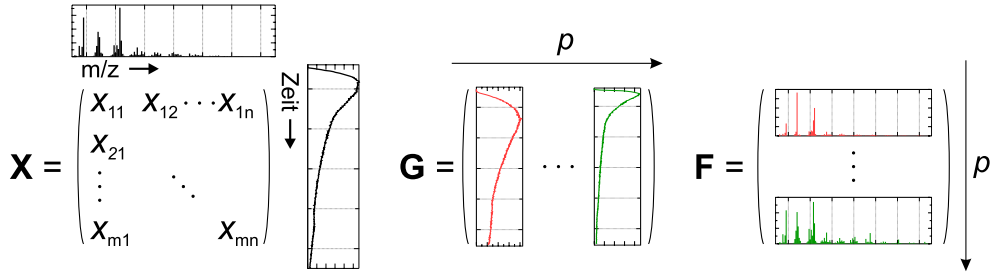 m/z
Zeit
X =
x11 x12 ··· x1n
x21
⋮ ⋱
xm1 xmn
p
G =
···
F =
⋮
p